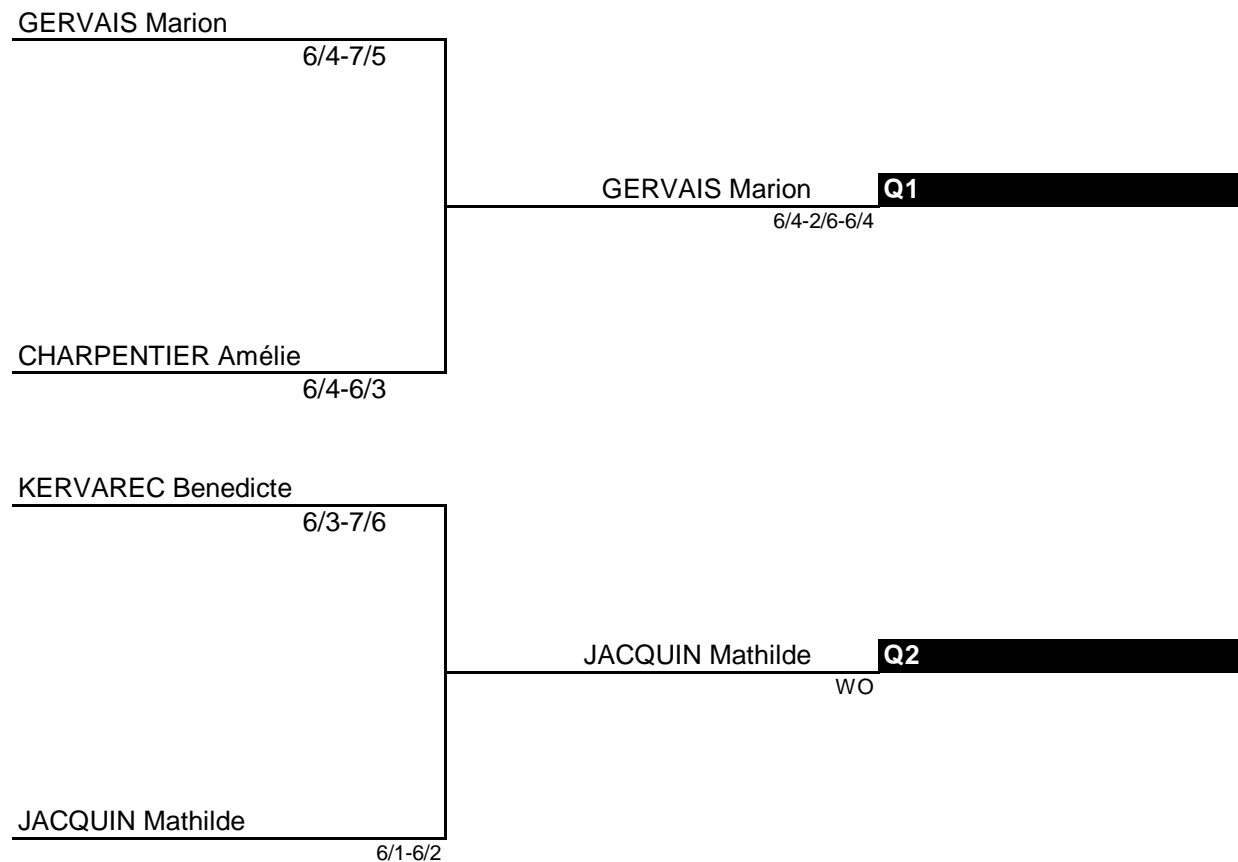 GERVAIS Marion
6/4-7/5
GERVAIS Marion Q1
6/4-2/6-6/4
CHARPENTIER Amélie
6/4-6/3
KERVAREC Benedicte
6/3-7/6
JACQUIN Mathilde Q2
WO
JACQUIN Mathilde
6/1-6/2